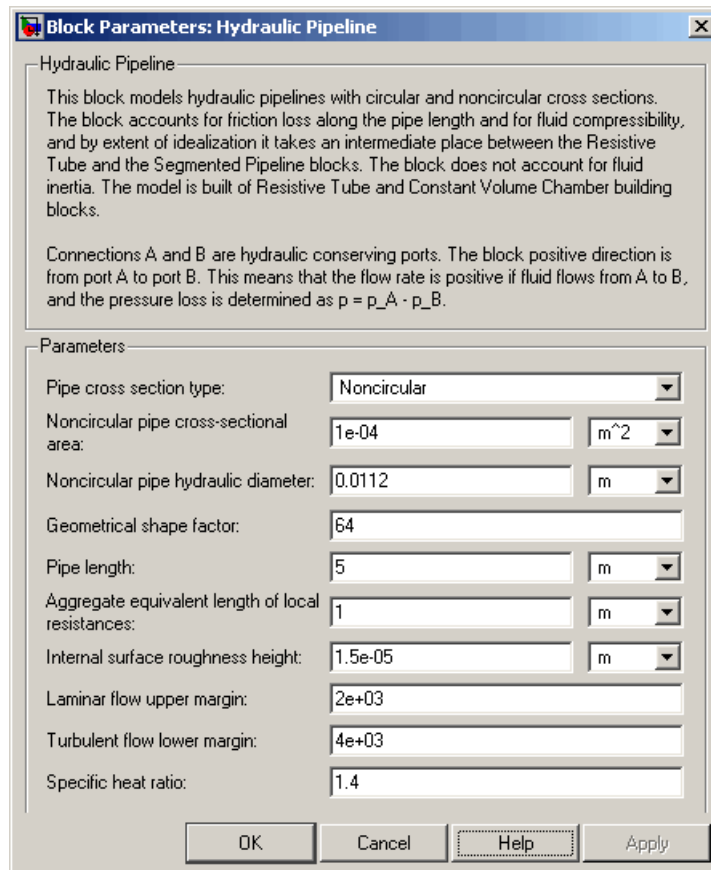 Block Parameters: Hydraulic Pipeline
Hydraulic Pipeline
This block models hydraulic pipelines with circular and noncircular cross sections.
The block accounts for friction loss along the pipe length and for fluid compressibility,
and by extent of idealization it takes an intermediate place between the Resistive
Tube and the Segmented Pipeline blocks. The block does not account for fluid
inertia. The model is built of Resistive Tube and Constant Volume Chamber building
blocks.
Connections A and B are hydraulic conserving ports. The block positive direction is
from port A to port B. This means that the flow rate is positive if fluid flows from A to B,
and the pressure loss is determined as p = p_A - p_B.
Parameters
Pipe cross section type: Noncircular
Noncircular pipe cross-sectional
area: 1e-04 m^2
Noncircular pipe hydraulic diameter: 0.0112 m
Geometrical shape factor: 64
Pipe length: 5 m
Aggregate equivalent length of local
resistances: 1 m
Internal surface roughness height: 1.5e-05 m
Laminar flow upper margin: 2e+03
Turbulent flow lower margin: 4e+03
Specific heat ratio: 1.4
OK Cancel Help Apply